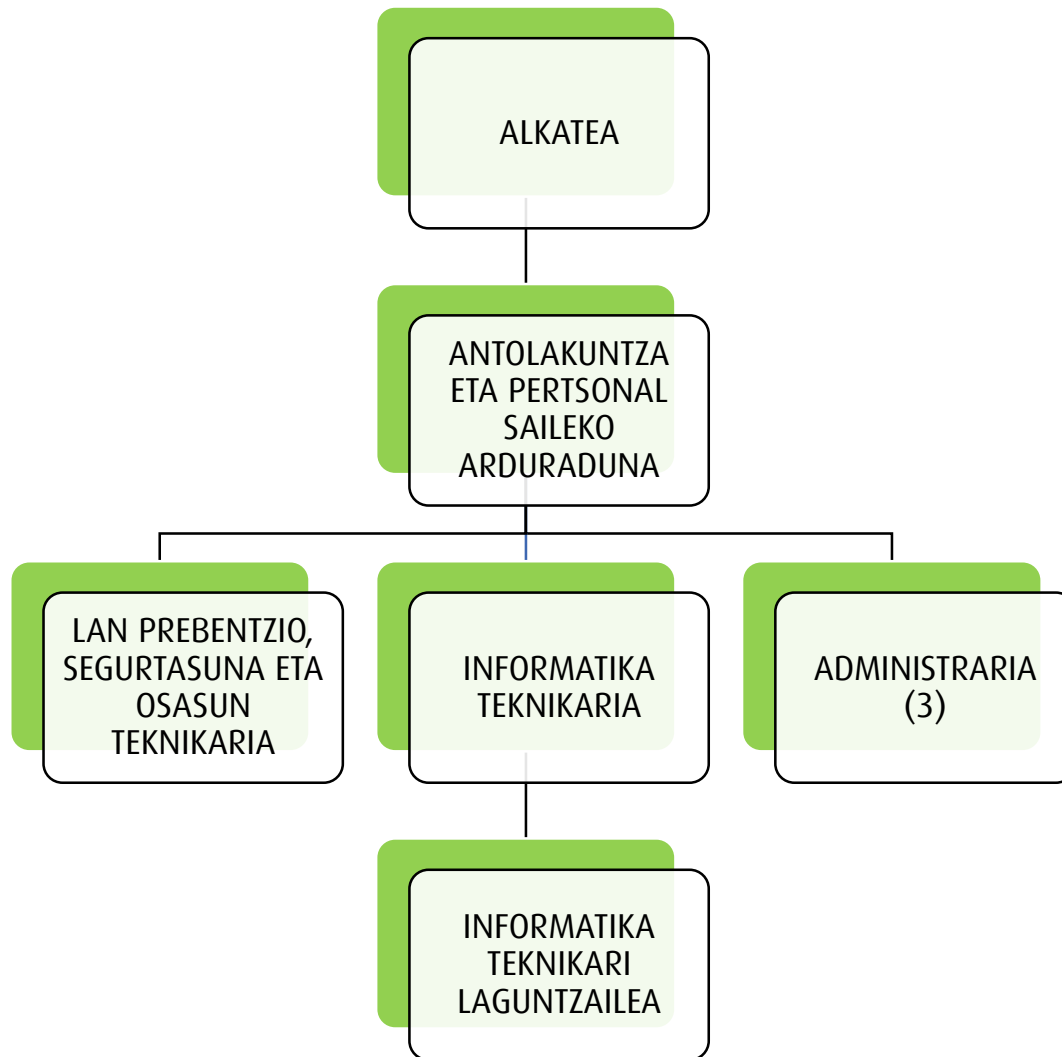 ALKATEA
ANTOLAKUNTZA
ETA PERTSONAL
SAILEKO
ARDURADUNA
LAN PREBENTZIO,
SEGURTASUNA ETA
OSASUN
TEKNIKARIA
INFORMATIKA
TEKNIKARIA
ADMINISTRARIA
(3)
INFORMATIKA
TEKNIKARI
LAGUNTZAILEA